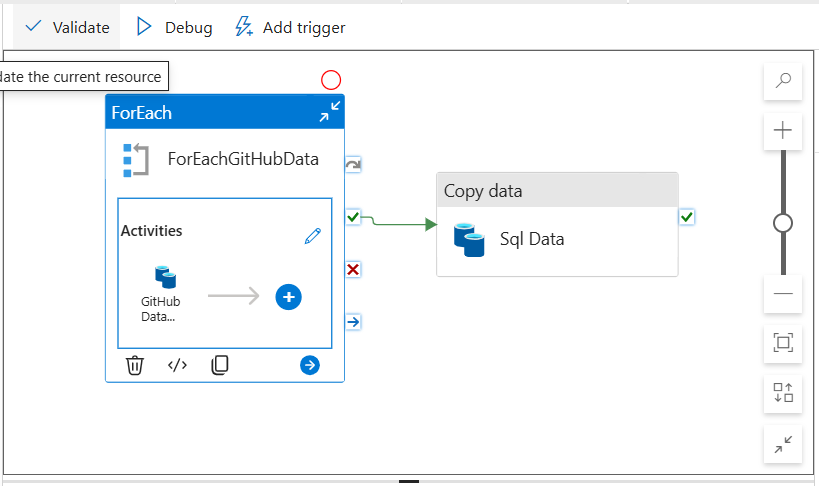 Validate Debug Add trigger
date the current resource
ForEach
ForEachGitHubData
Copy data
Activities
Sql Data
GitHub
Data...